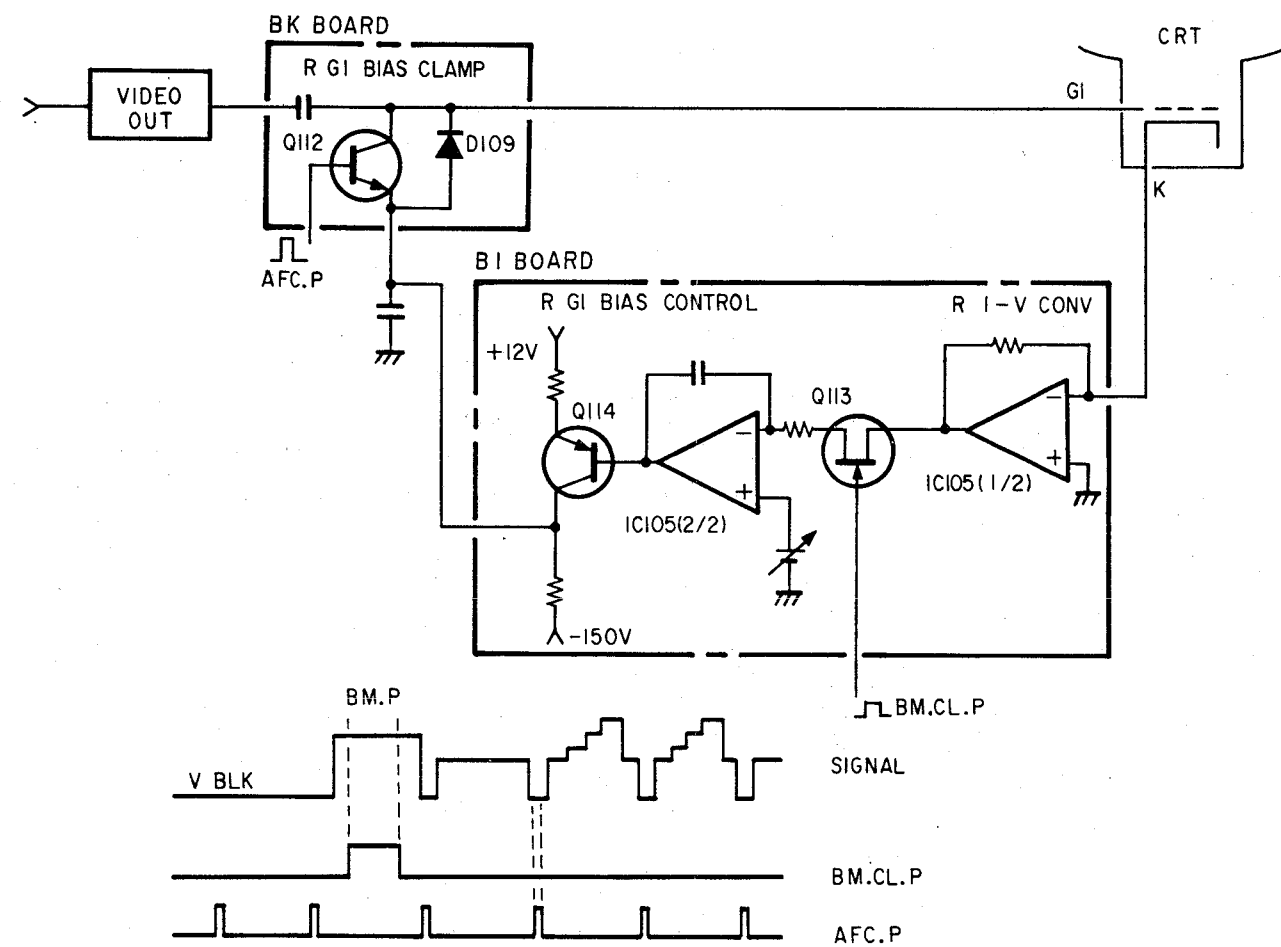 BK BOARD
R G1 BIAS CLAMP
VIDEO
OUT
Q112
D109
AFC.P
CRT
G1
K
B1 BOARD
R G1 BIAS CONTROL
R I-V CONV
+12V
Q114
Q113
−
+
−
+
IC105(2/2)
IC105(1/2)
-150V
BM.CL.P
BM.P
V BLK
SIGNAL
BM.CL.P
AFC.P